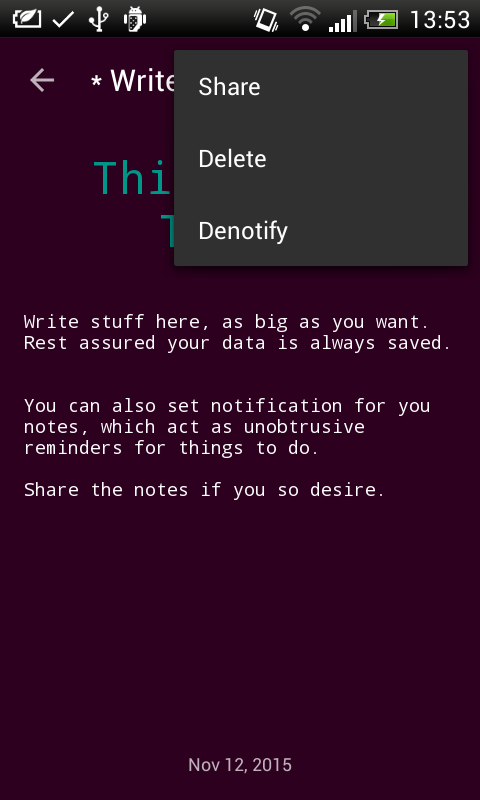 13:53
* Write
Share
Delete
Denotify
Thi
T
Write stuff here, as big as you want.
Rest assured your data is always saved.
You can also set notification for you
notes, which act as unobtrusive
reminders for things to do.
Share the notes if you so desire.
Nov 12, 2015